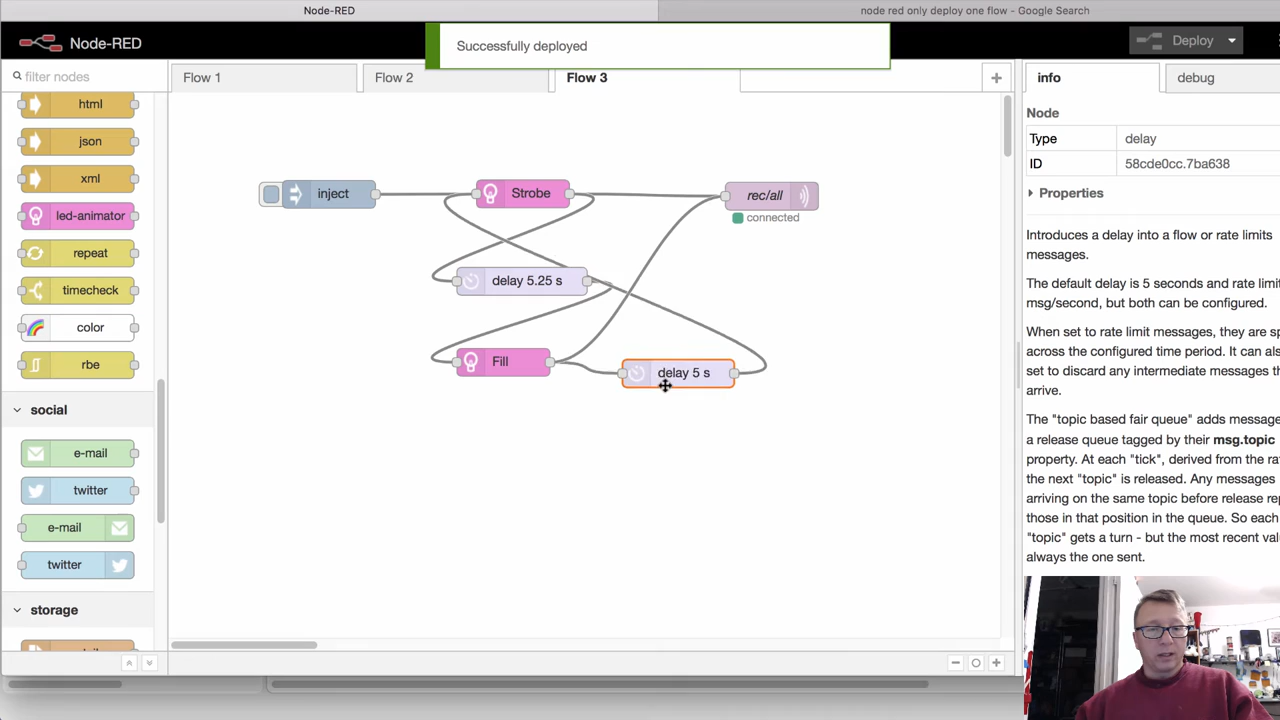 Node-RED
node red only deploy one flow - Google Search
Node-RED
Successfully deployed
Deploy
filter nodes
Flow 1
Flow 2
Flow 3
info
debug
html
json
xml
led-animator
repeat
timecheck
color
rbe
social
e-mail
twitter
e-mail
twitter
storage
inject
Strobe
rec/all
connected
delay 5.25 s
Fill
delay 5 s
Node
Type
delay
ID
58cde0cc.7ba638
Properties
Introduces a delay into a flow or rate limits
messages.
The default delay is 5 seconds and rate limit
msg/second, but both can be configured.
When set to rate limit messages, they are sp
across the configured time period. It can als
set to discard any intermediate messages th
arrive.
The "topic based fair queue" adds message
a release queue tagged by their msg.topic
property. At each "tick", derived from the ra
the next "topic" is released. Any messages
arriving on the same topic before release rep
those in that position in the queue. So each
"topic" gets a turn - but the most recent valu
always the one sent.